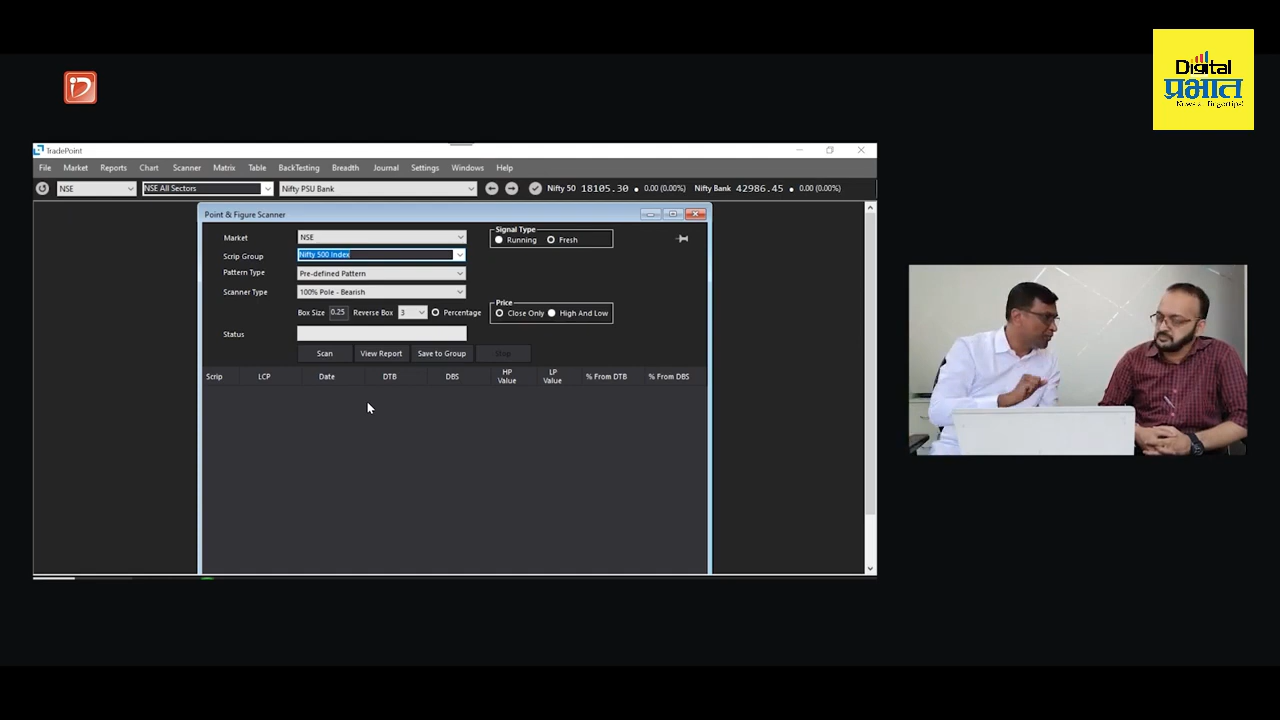 Digital
प्रभात
TradePoint
File Market Reports Chart Scanner Matrix Table BackTesting Breadth Journal Settings Windows Help
NSE NSE All Sectors Nifty PSU Bank Nifty 50 18105.30 0.00 (0.00%) Nifty Bank 42986.45 0.00 (0.00%)
Point & Figure Scanner
Market NSE
Signal Type
Running Fresh
Scrip Group Nifty 500 Index
Pattern Type Pre-defined Pattern
Scanner Type 100% Pole - Bearish
Box Size 0.25 Reverse Box 3 Percentage
Price
Close Only High And Low
Status
Scan View Report Save to Group Stop
Scrip LCP Date DTB DBS HP Value LP Value % From DTB % From DBS